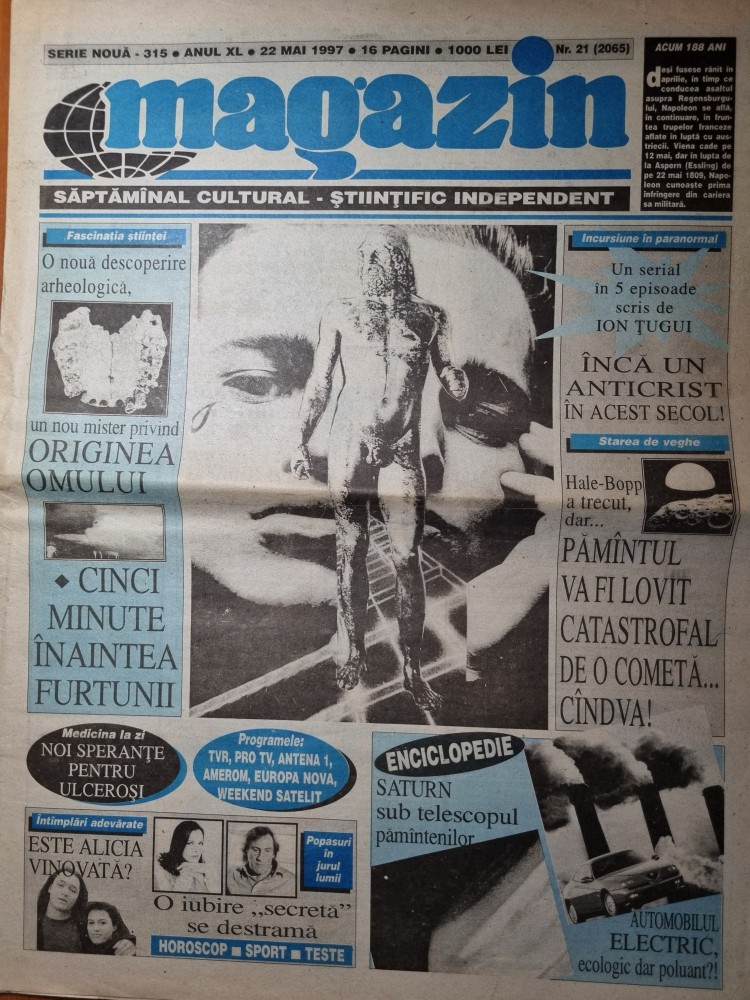 SERIE NOUĂ - 315 ● ANUL XL ● 22 MAI 1997 ● 16 PAGINI ● 1000 LEI
Nr. 21 (2065)
magazin
SĂPTĂMÎNAL CULTURAL - ŞTIINŢIFIC INDEPENDENT
ACUM 188 ANI
deşi fusese rănit în
aprilie, în timp ce
conducea asaltul
asupra Regensburgu-
lui, Napoleon se află,
în continuare, în frun-
tea trupelor franceze
aflate în luptă cu aus-
triecii. Viena cade pe
12 mai, dar în lupta de
la Aspern (Essling) de
pe 22 mai 1809, Napo-
leon cunoaşte prima
înfrîngere din cariera
sa militară.
Fascinaţia ştiinţei
O nouă descoperire
arheologică,
un nou mister privind
ORIGINEA
OMULUI
◆ CINCI
MINUTE
ÎNAINTEA
FURTUNII
Incursiune în paranormal
Un serial
în 5 episoade
scris de
ION ŢUGUI
ÎNCĂ UN
ANTICRIST
ÎN ACEST SECOL!
Starea de veghe
Hale-Bopp
a trecut,
dar...
PĂMÎNTUL
VA FI LOVIT
CATASTROFAL
DE O COMETĂ...
CÎNDVA!
Medicina la zi
NOI SPERANŢE
PENTRU
ULCEROŞI
Programele:
TVR, PRO TV, ANTENA 1,
AMEROM, EUROPA NOVA,
WEEKEND SATELIT
Întîmplări adevărate
ESTE ALICIA
VINOVATĂ?
Popasuri
în
jurul
lumii
O iubire „secretă”
se destramă
HOROSCOP ■ SPORT ■ TESTE
ENCICLOPEDIE
SATURN
sub telescopul
pămîntenilor
AUTOMOBILUL
ELECTRIC,
ecologic dar poluant?!